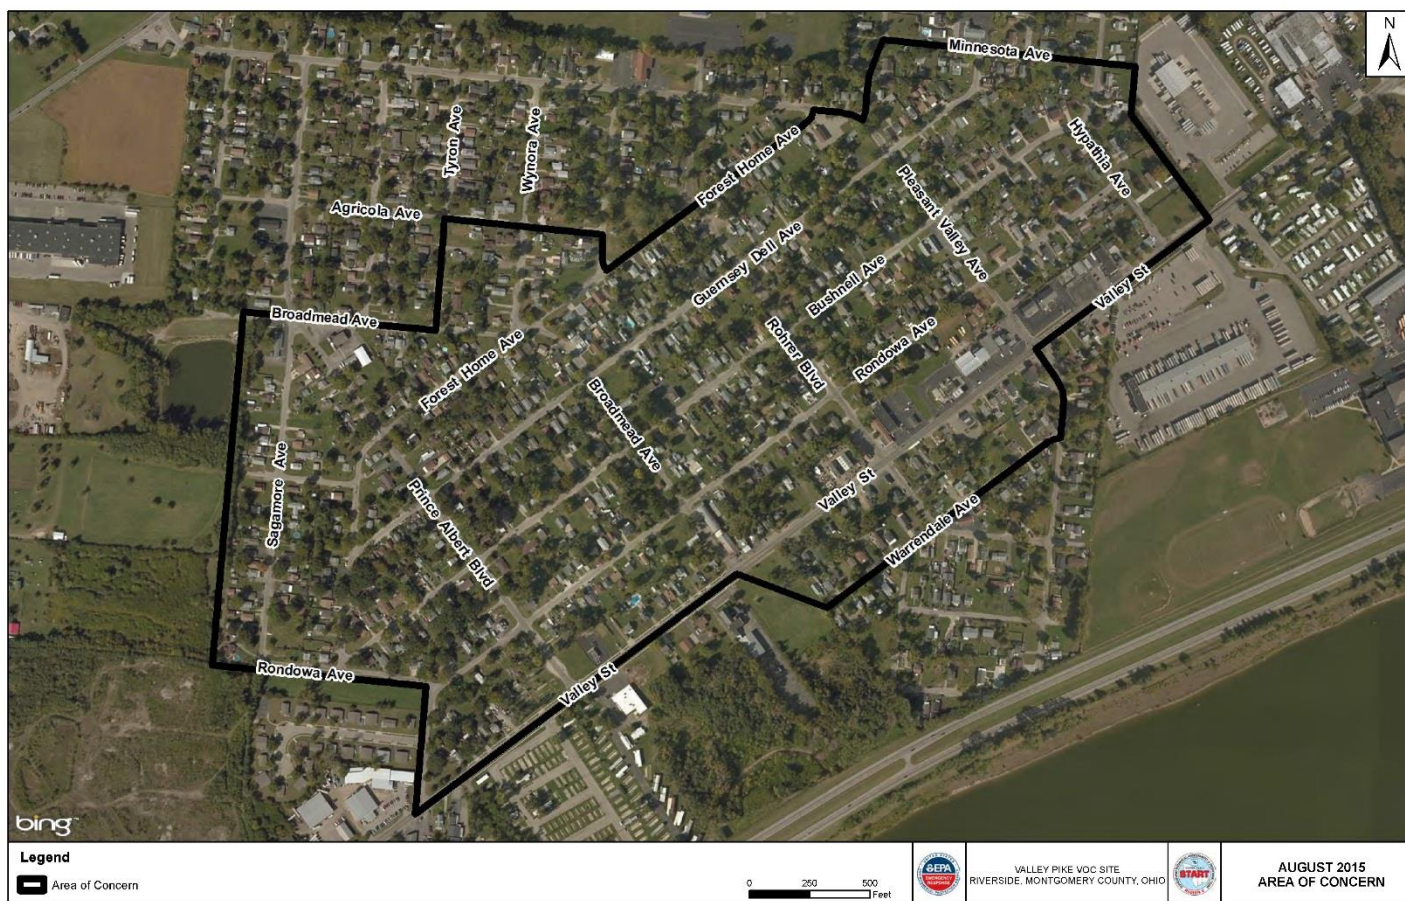 N
Minnesota Ave
Tyron Ave
Wynora Ave
Hypathia Ave
Forest Home Ave
Agricola Ave
Pleasant Valley Ave
Guernsey Dell Ave
Bushnell Ave
Valley St
Broadmead Ave
Rohrer Blvd
Rondowa Ave
Forest Home Ave
Broadmead Ave
Sagamore Ave
Prince Albert Blvd
Valley St
Warrendale Ave
Rondowa Ave
Valley St
bing
Legend
Area of Concern
0 250 500
Feet
EPA
EMERGENCY
RESPONSE
VALLEY PIKE VOC SITE
RIVERSIDE, MONTGOMERY COUNTY, OHIO
START
AUGUST 2015
AREA OF CONCERN